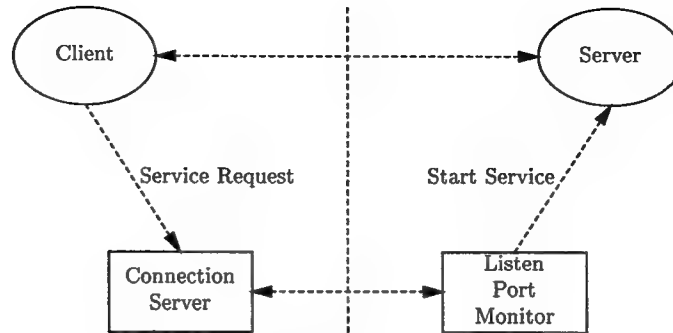 Client
Server
Service Request
Start Service
Connection
Server
Listen
Port
Monitor